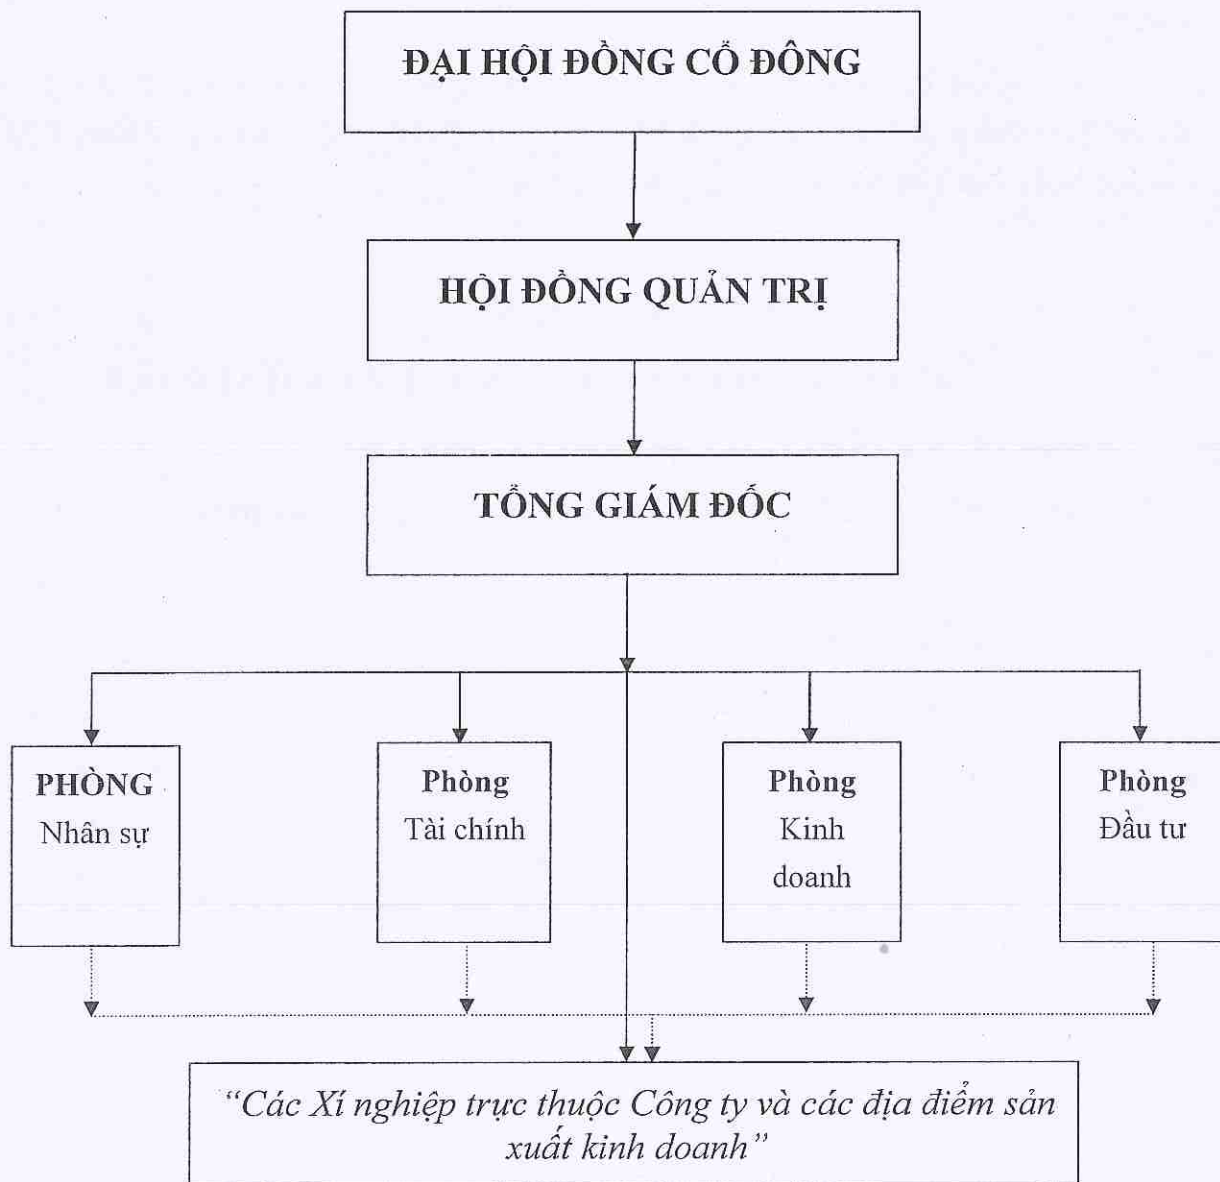 ĐẠI HỘI ĐỒNG CỔ ĐÔNG
HỘI ĐỒNG QUẢN TRỊ
TỔNG GIÁM ĐỐC
PHÒNG
Nhân sự
Phòng
Tài chính
Phòng
Kinh
doanh
Phòng
Đầu tư
“Các Xí nghiệp trực thuộc Công ty và các địa điểm sản
xuất kinh doanh”